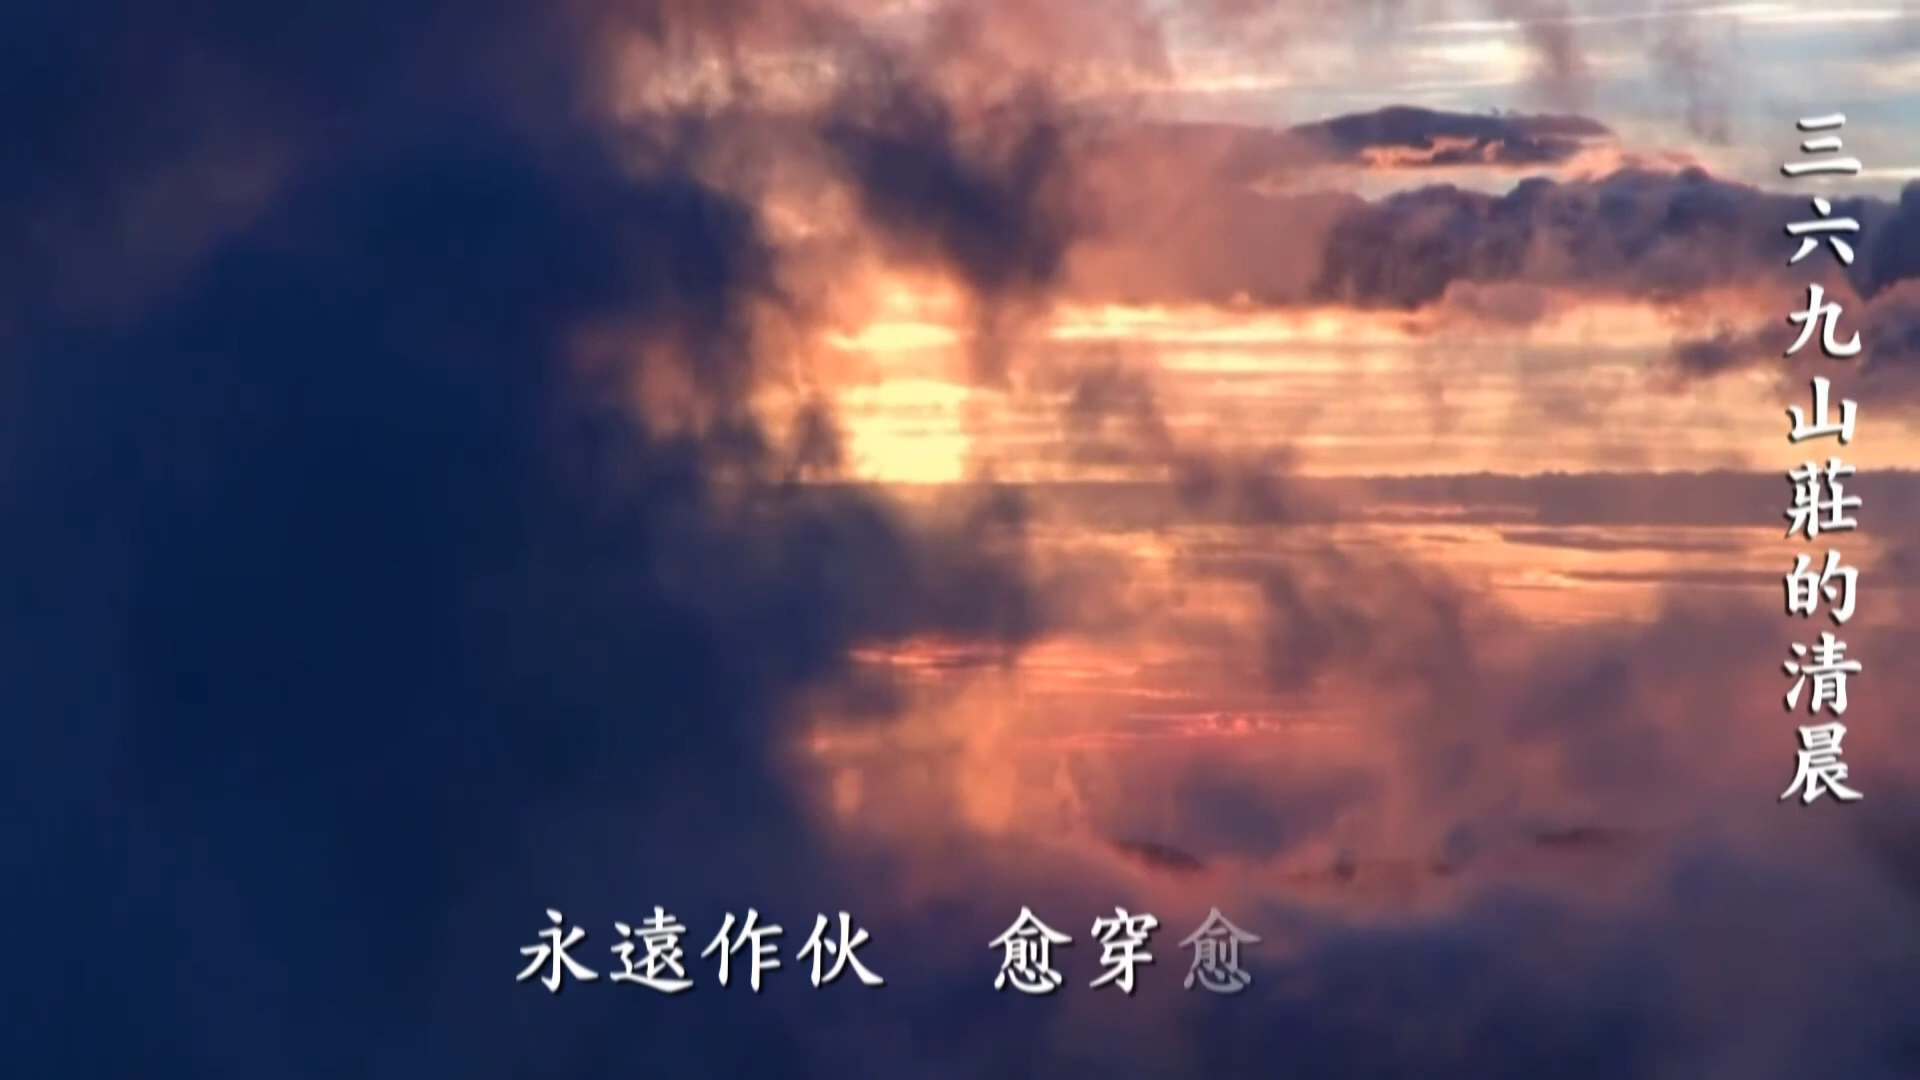 三六九山莊的清晨
永遠作伙　愈穿愈